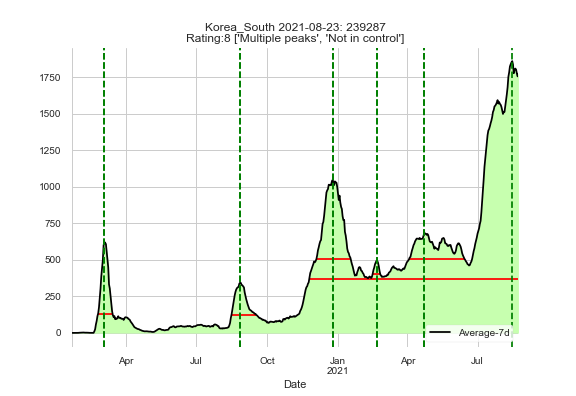 Korea_South 2021-08-23: 239287
Rating:8 ['Multiple peaks', 'Not in control']
1750
1500
1250
1000
750
500
250
0
Average-7d
Apr Jul Oct Jan Apr Jul
2021
Date